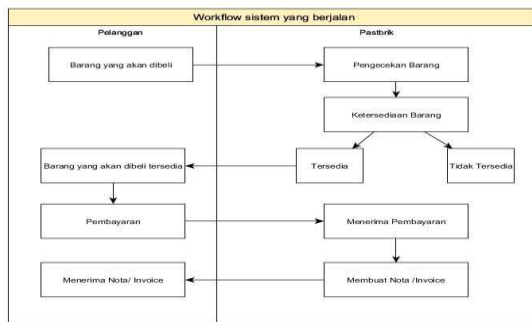 Workflow sistem yang berjalan
Pelanggan
Pastbrik
Barang yang akan dibeli
Pengecekan Barang
Ketersediaan Barang
Barang yang akan dibeli tersedia
Tersedia
Tidak Tersedia
Pembayaran
Menerima Pembayaran
Menerima Nota/ Invoice
Membuat Nota /Invoice